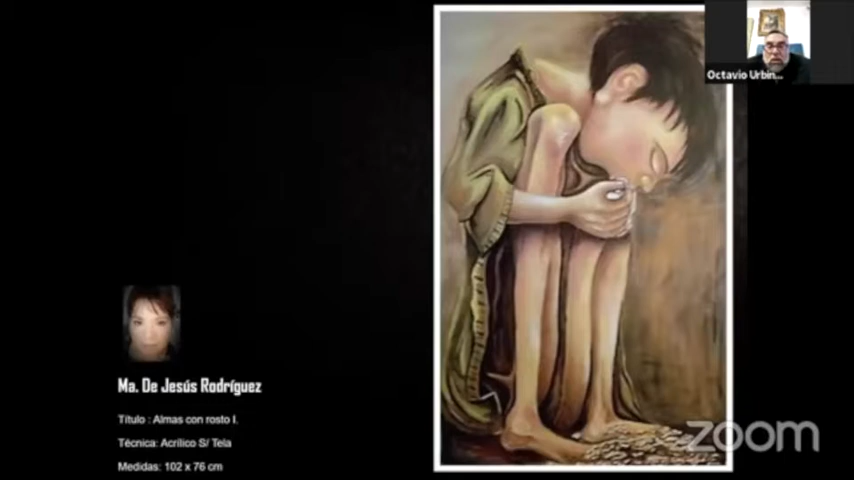 Octavio Urbin...
Ma. De Jesús Rodríguez
Título : Almas con rosto I.
Técnica: Acrílico S/ Tela
Medidas: 102 x 76 cm
zoom